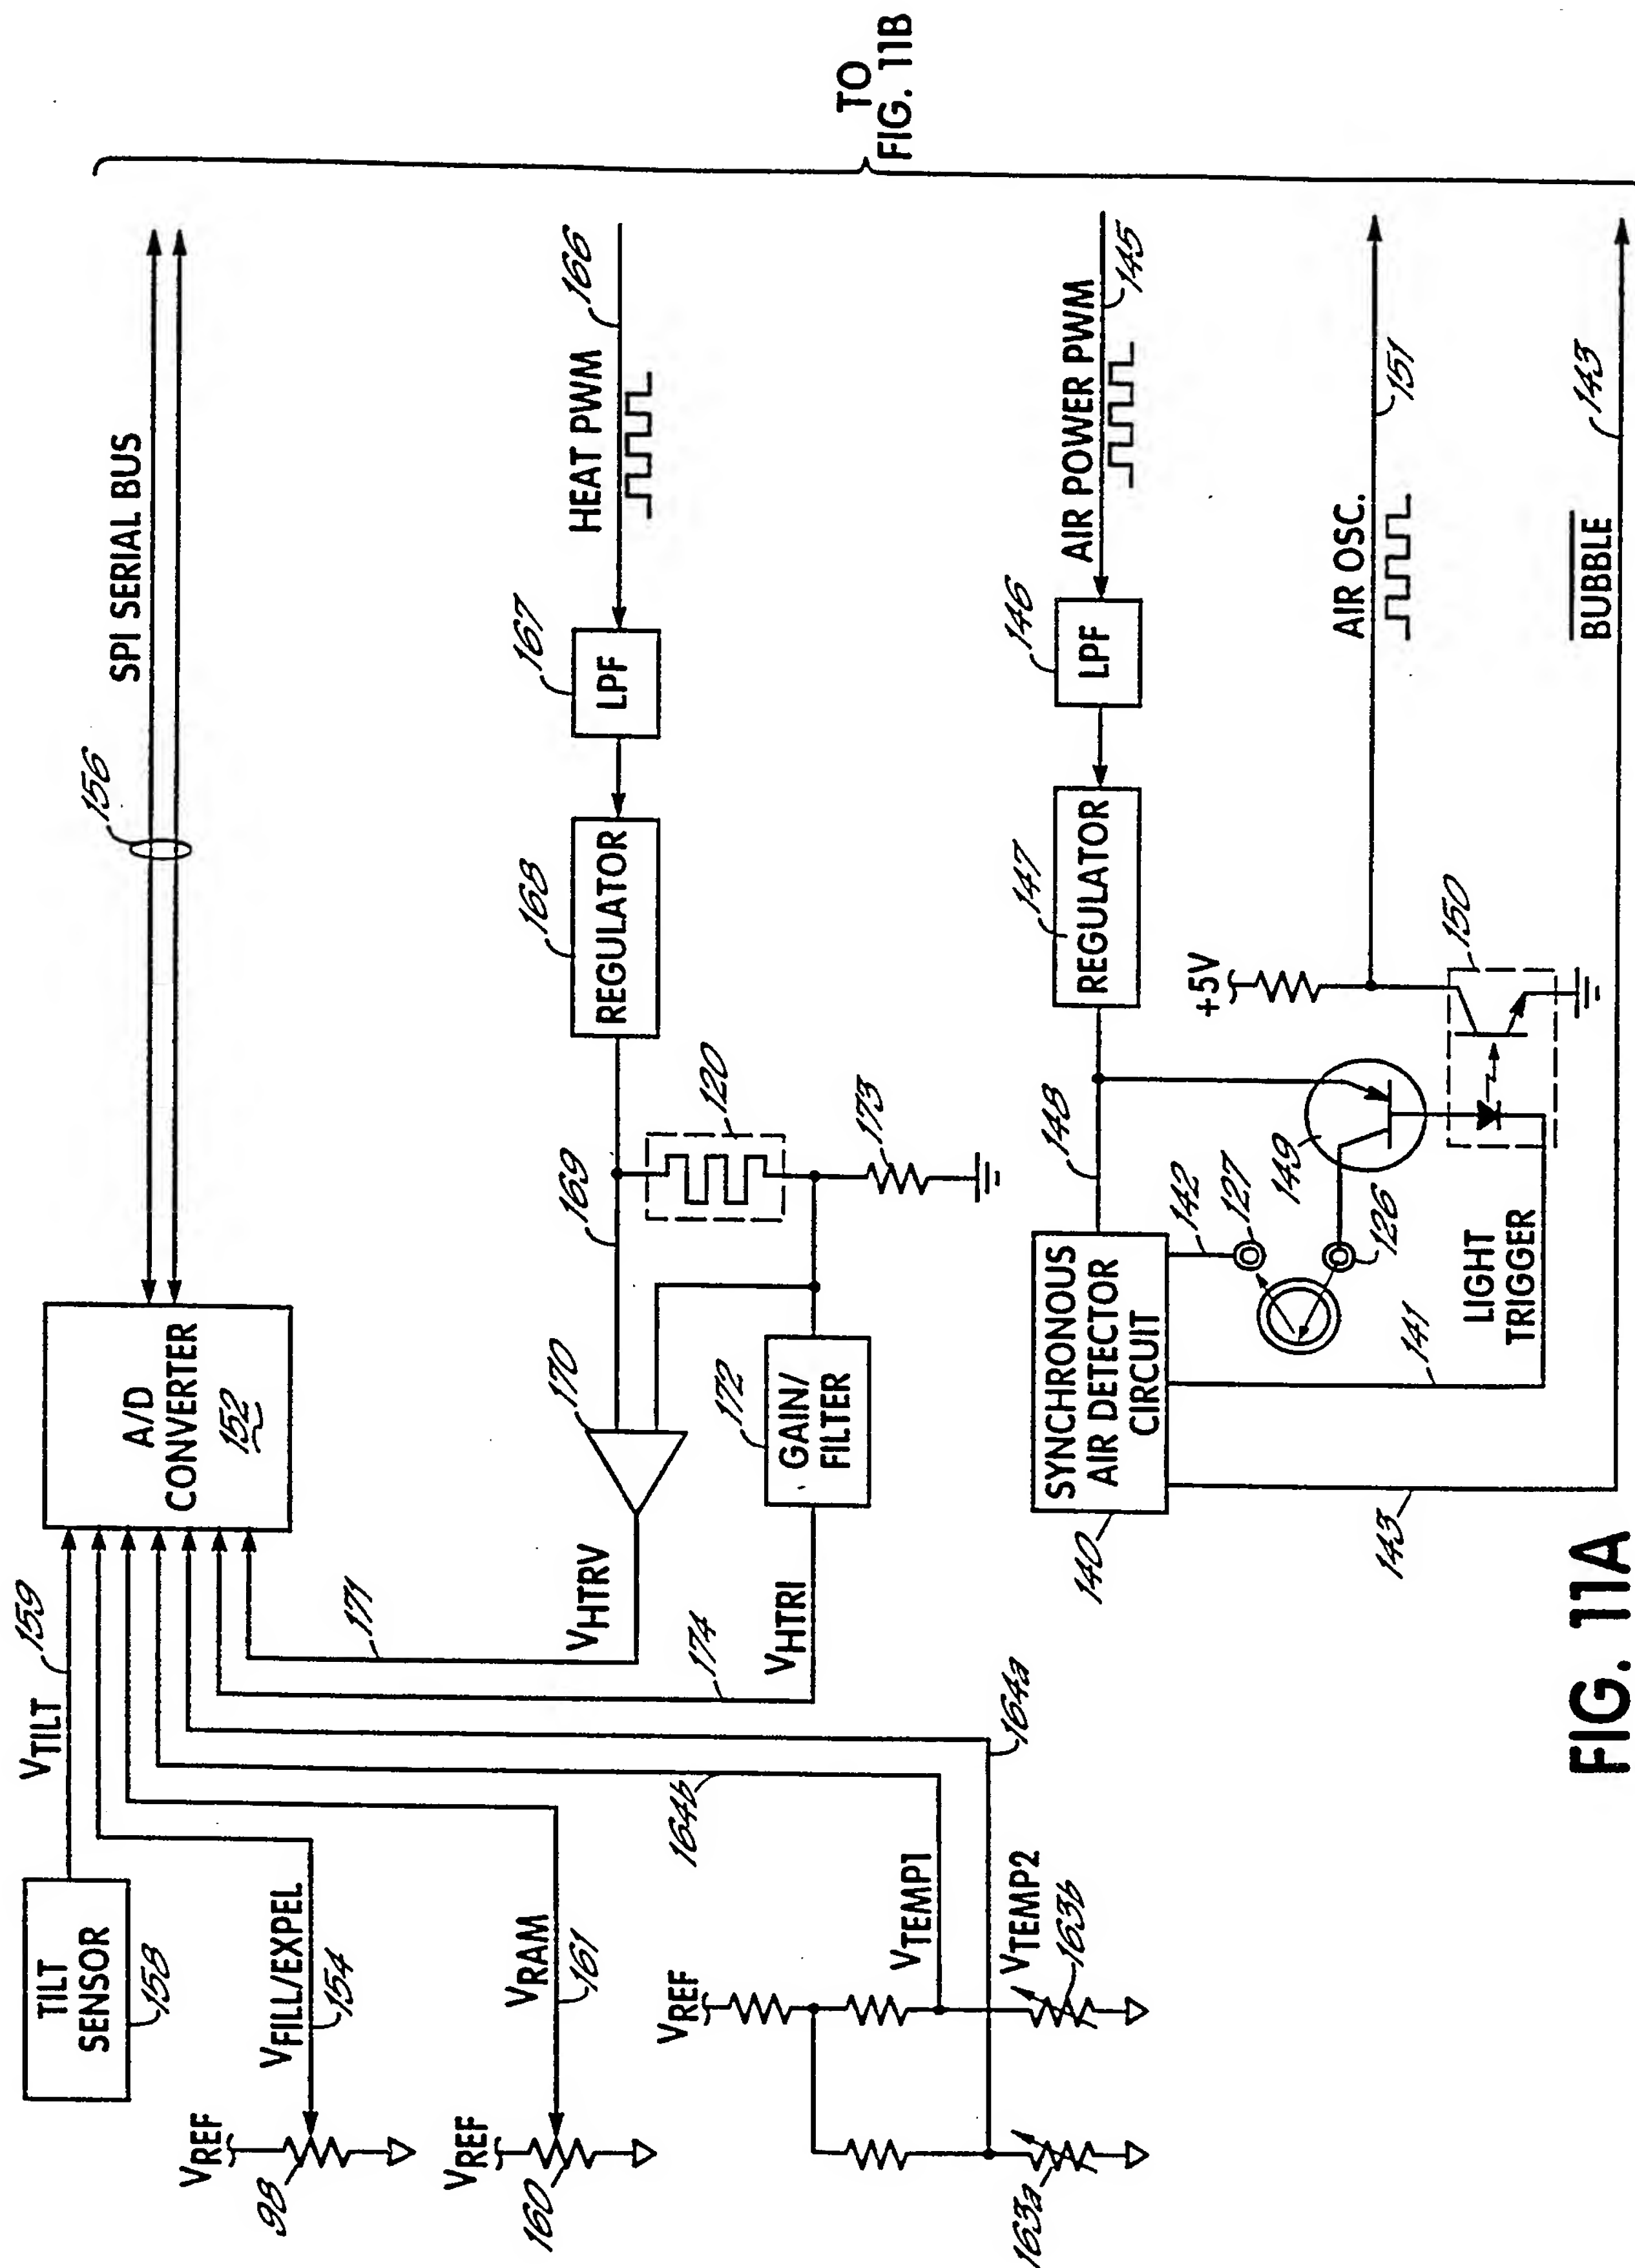 TILT
SENSOR
158
VTILT
159
A/D
CONVERTER
152
SPI SERIAL BUS
156
VREF
98
VFILL/EXPEL
154
VREF
160
VRAM
161
171
174
VHTRV
170
169
REGULATOR
168
LPF
167
HEAT PWM
166
120
173
VHTRI
GAIN/
FILTER
172
VREF
VTEMP1
164b
VTEMP2
164a
163a
163b
TO
FIG. 11B
SYNCHRONOUS
AIR DETECTOR
CIRCUIT
140
148
REGULATOR
147
LPF
146
AIR POWER PWM
145
142
127
126
149
+5V
150
AIR OSC.
151
LIGHT
TRIGGER
141
143
BUBBLE
143
FIG. 11A